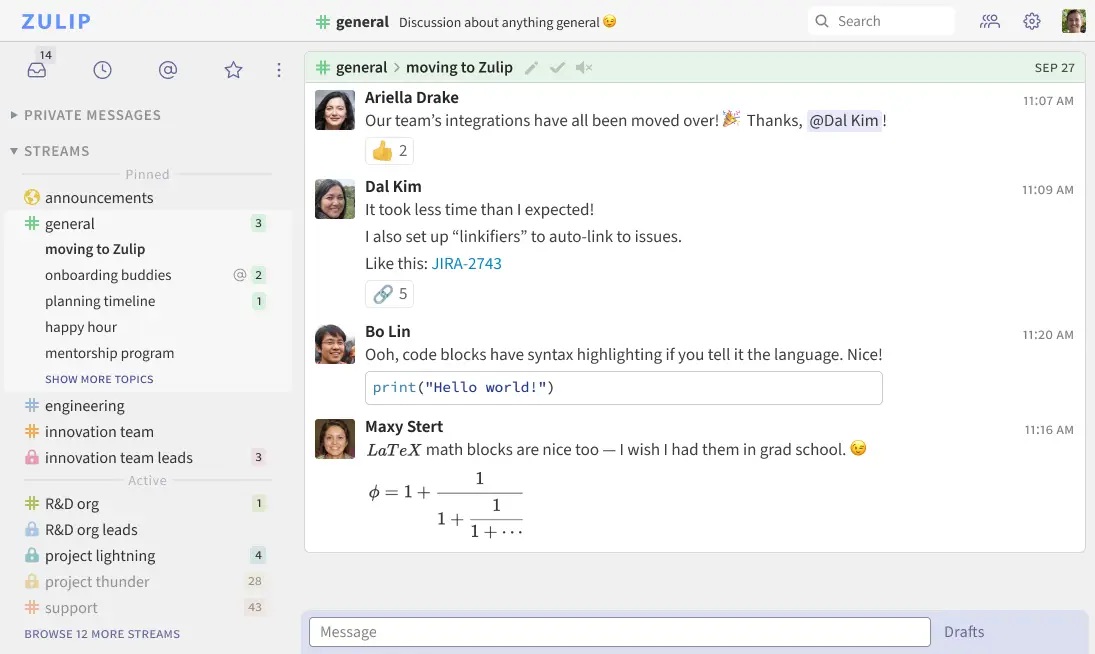 ZULIP
general Discussion about anything general
Search
14
PRIVATE MESSAGES
STREAMS
Pinned
announcements
general 3
moving to Zulip
onboarding buddies @ 2
planning timeline 1
happy hour
mentorship program
SHOW MORE TOPICS
engineering
innovation team
innovation team leads 3
Active
R&D org 1
R&D org leads
project lightning 4
project thunder 28
support 43
BROWSE 12 MORE STREAMS
general > moving to Zulip SEP 27
Ariella Drake 11:07 AM
Our team’s integrations have all been moved over! 🎉 Thanks, @Dal Kim!
👍 2
Dal Kim 11:09 AM
It took less time than I expected!
I also set up “linkifiers” to auto-link to issues.
Like this: JIRA-2743
🔗 5
Bo Lin 11:20 AM
Ooh, code blocks have syntax highlighting if you tell it the language. Nice!
print("Hello world!")
Maxy Stert 11:16 AM
LaTeX math blocks are nice too — I wish I had them in grad school. 😉
1
ϕ = 1 +
1
1 +
1 + ⋯
Message
Drafts